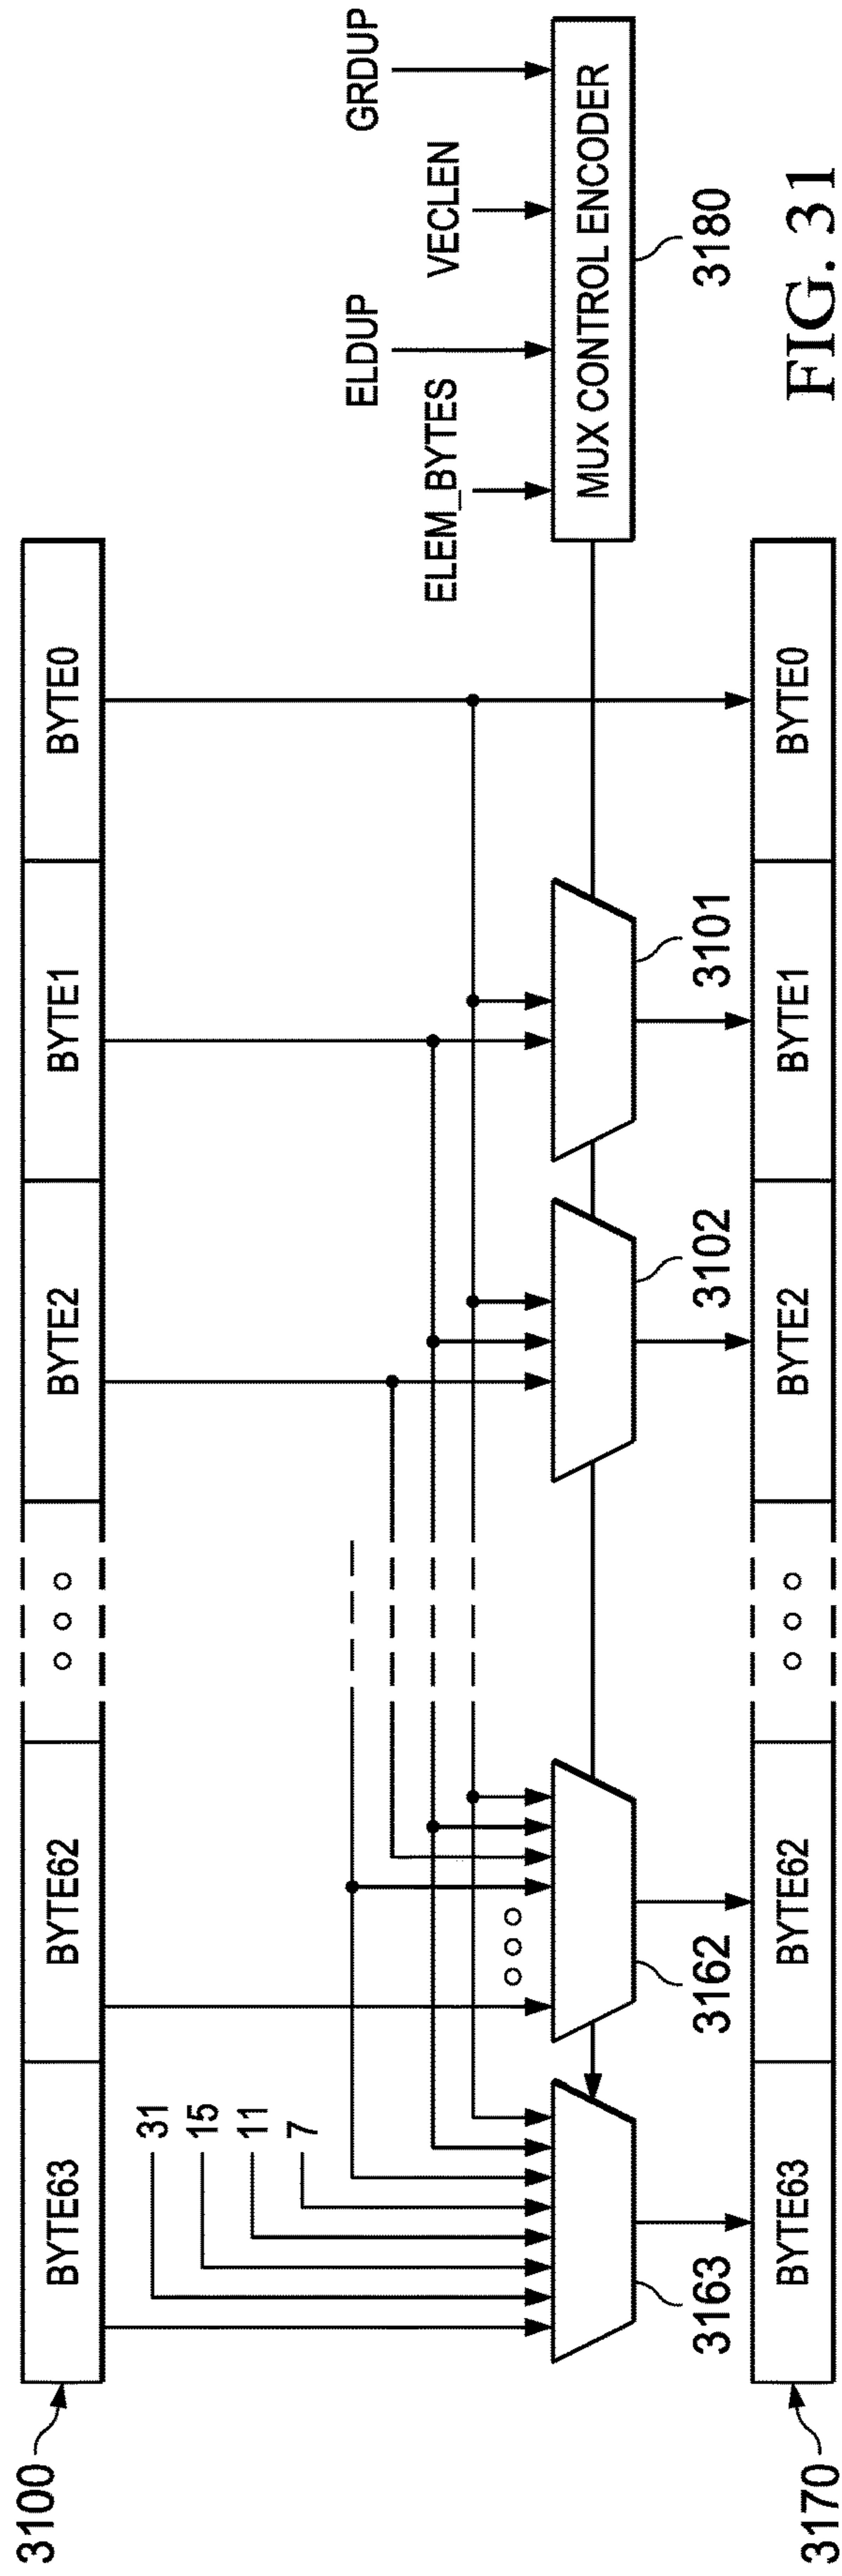 3100
BYTE63
BYTE62
BYTE2
BYTE1
BYTE0
31
15
11
7
GRDUP
ELDUP
VECLEN
ELEM_BYTES
MUX CONTROL ENCODER
3163
3162
3102
3101
3180
3170
BYTE63
BYTE62
BYTE2
BYTE1
BYTE0
FIG. 31